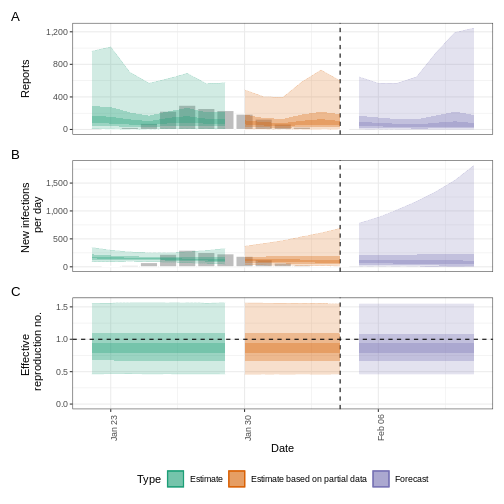 A
Reports
1,200
800
400
0
B
New infections
per day
1,500
1,000
500
0
C
Effective
reproduction no.
1.5
1.0
0.5
0.0
Jan 23
Jan 30
Feb 06
Date
Type Estimate Estimate based on partial data Forecast